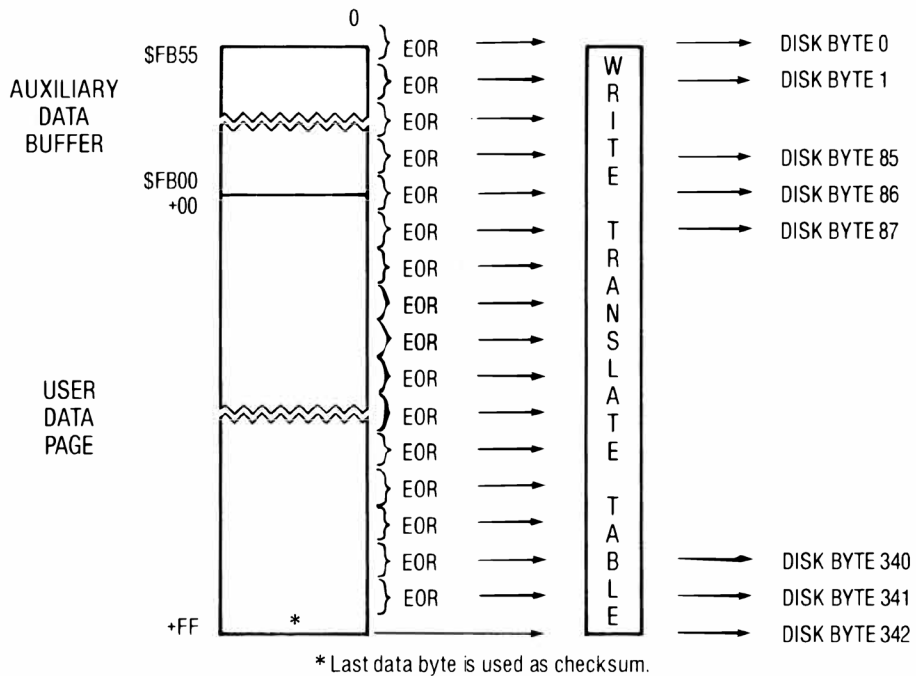 0
$FB55 EOR DISK BYTE 0
EOR DISK BYTE 1
AUXILIARY
DATA
BUFFER
EOR
EOR DISK BYTE 85
$FB00
+00
EOR DISK BYTE 86
EOR DISK BYTE 87
EOR
EOR
EOR
EOR
USER
DATA
PAGE
EOR
EOR
EOR
EOR
EOR DISK BYTE 340
EOR DISK BYTE 341
+FF * DISK BYTE 342
WRITE TRANSLATE TABLE
* Last data byte is used as checksum.